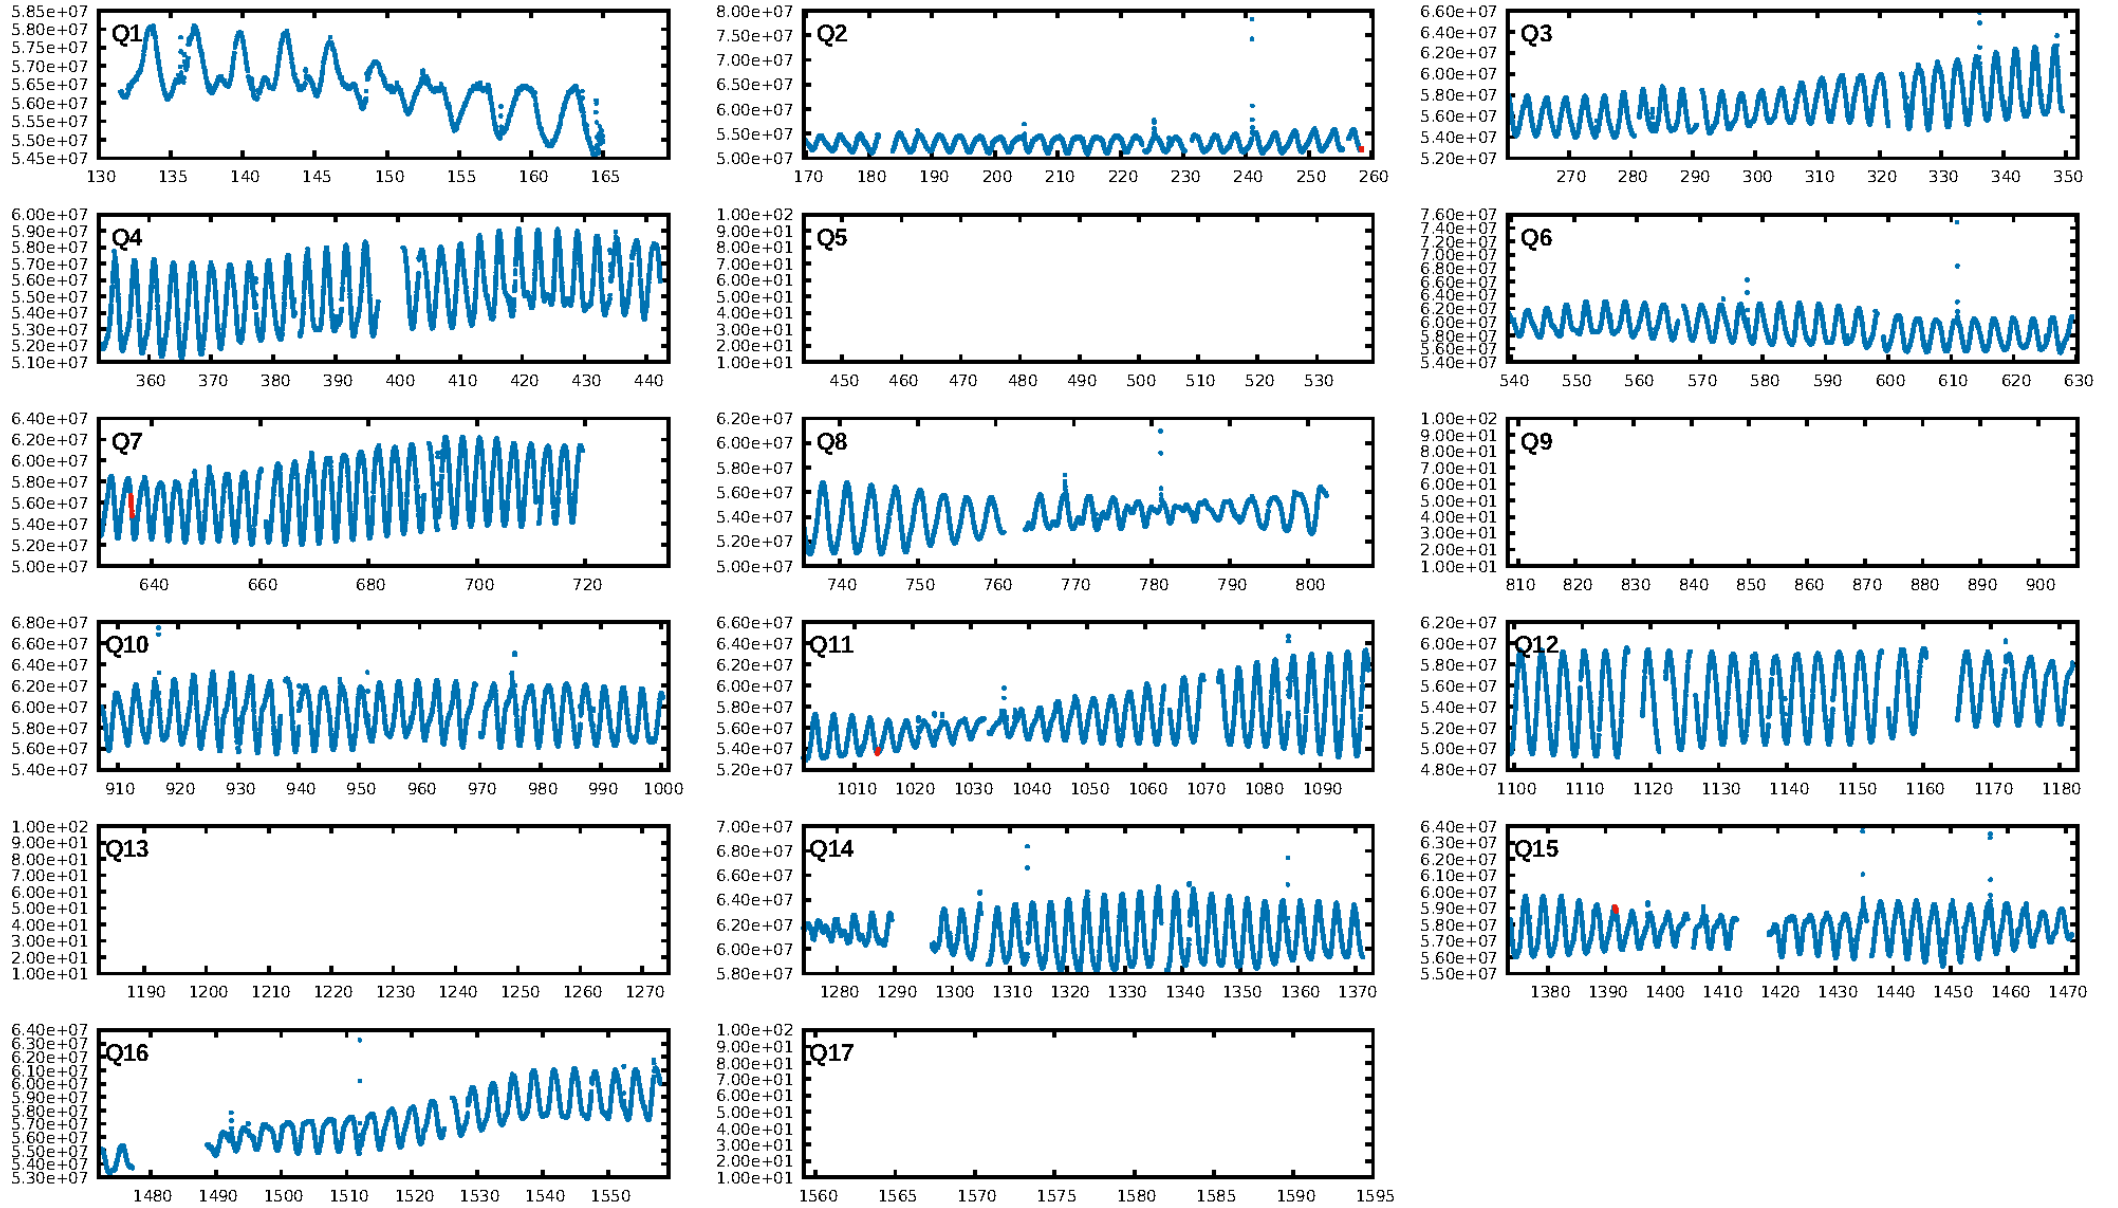 Q1
5.85e+07
5.80e+07
5.75e+07
5.70e+07
5.65e+07
5.60e+07
5.55e+07
5.50e+07
5.45e+07
130 135 140 145 150 155 160 165
Q2
8.00e+07
7.50e+07
7.00e+07
6.50e+07
6.00e+07
5.50e+07
5.00e+07
170 180 190 200 210 220 230 240 250 260
Q3
6.60e+07
6.40e+07
6.20e+07
6.00e+07
5.80e+07
5.60e+07
5.40e+07
5.20e+07
270 280 290 300 310 320 330 340 350
Q4
6.00e+07
5.90e+07
5.80e+07
5.70e+07
5.60e+07
5.50e+07
5.40e+07
5.30e+07
5.20e+07
5.10e+07
360 370 380 390 400 410 420 430 440
Q5
1.00e+02
9.00e+01
8.00e+01
7.00e+01
6.00e+01
5.00e+01
4.00e+01
3.00e+01
2.00e+01
1.00e+01
450 460 470 480 490 500 510 520 530
Q6
7.60e+07
7.40e+07
7.20e+07
7.00e+07
6.80e+07
6.60e+07
6.40e+07
6.20e+07
6.00e+07
5.80e+07
5.60e+07
5.40e+07
540 550 560 570 580 590 600 610 620 630
Q7
6.40e+07
6.20e+07
6.00e+07
5.80e+07
5.60e+07
5.40e+07
5.20e+07
5.00e+07
640 660 680 700 720
Q8
6.20e+07
6.00e+07
5.80e+07
5.60e+07
5.40e+07
5.20e+07
5.00e+07
740 750 760 770 780 790 800
Q9
1.00e+02
9.00e+01
8.00e+01
7.00e+01
6.00e+01
5.00e+01
4.00e+01
3.00e+01
2.00e+01
1.00e+01
810 820 830 840 850 860 870 880 890 900
Q10
6.80e+07
6.60e+07
6.40e+07
6.20e+07
6.00e+07
5.80e+07
5.60e+07
5.40e+07
910 920 930 940 950 960 970 980 990 1000
Q11
6.60e+07
6.40e+07
6.20e+07
6.00e+07
5.80e+07
5.60e+07
5.40e+07
5.20e+07
1010 1020 1030 1040 1050 1060 1070 1080 1090
Q12
6.20e+07
6.00e+07
5.80e+07
5.60e+07
5.40e+07
5.20e+07
5.00e+07
4.80e+07
1100 1110 1120 1130 1140 1150 1160 1170 1180
Q13
1.00e+02
9.00e+01
8.00e+01
7.00e+01
6.00e+01
5.00e+01
4.00e+01
3.00e+01
2.00e+01
1.00e+01
1190 1200 1210 1220 1230 1240 1250 1260 1270
Q14
7.00e+07
6.80e+07
6.60e+07
6.40e+07
6.20e+07
6.00e+07
5.80e+07
1280 1290 1300 1310 1320 1330 1340 1350 1360 1370
Q15
6.40e+07
6.30e+07
6.20e+07
6.10e+07
6.00e+07
5.90e+07
5.80e+07
5.70e+07
5.60e+07
5.50e+07
1380 1390 1400 1410 1420 1430 1440 1450 1460 1470
Q16
6.40e+07
6.30e+07
6.20e+07
6.10e+07
6.00e+07
5.90e+07
5.80e+07
5.70e+07
5.60e+07
5.50e+07
5.40e+07
5.30e+07
1480 1490 1500 1510 1520 1530 1540 1550
Q17
1.00e+02
9.00e+01
8.00e+01
7.00e+01
6.00e+01
5.00e+01
4.00e+01
3.00e+01
2.00e+01
1.00e+01
1560 1565 1570 1575 1580 1585 1590 1595